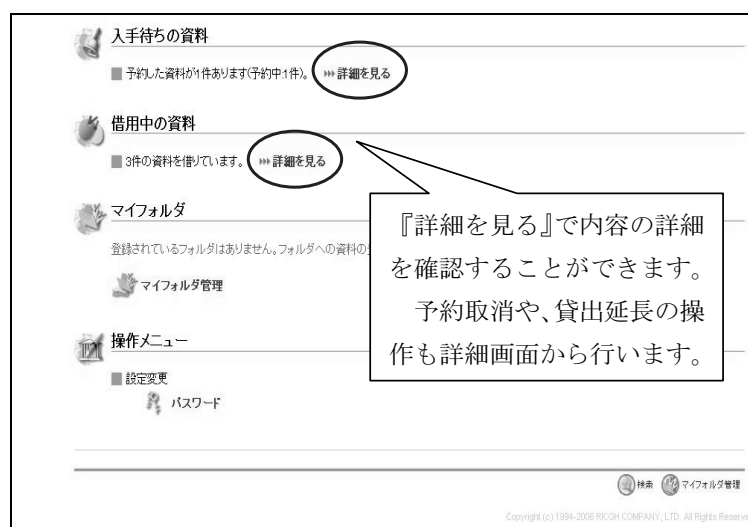 入手待ちの資料
予約した資料が1件あります(予約中:1件)。 詳細を見る
借用中の資料
3件の資料を借りています。 詳細を見る
マイフォルダ
登録されているフォルダはありません。フォルダへの資料の
マイフォルダ管理
『詳細を見る』で内容の詳細
を確認することができます。
予約取消や、貸出延長の操
作も詳細画面から行います。
操作メニュー
設定変更
パスワード
検索 マイフォルダ管理
Copyright (c) 1994-2006 RICOH COMPANY, LTD. All Rights Reserve